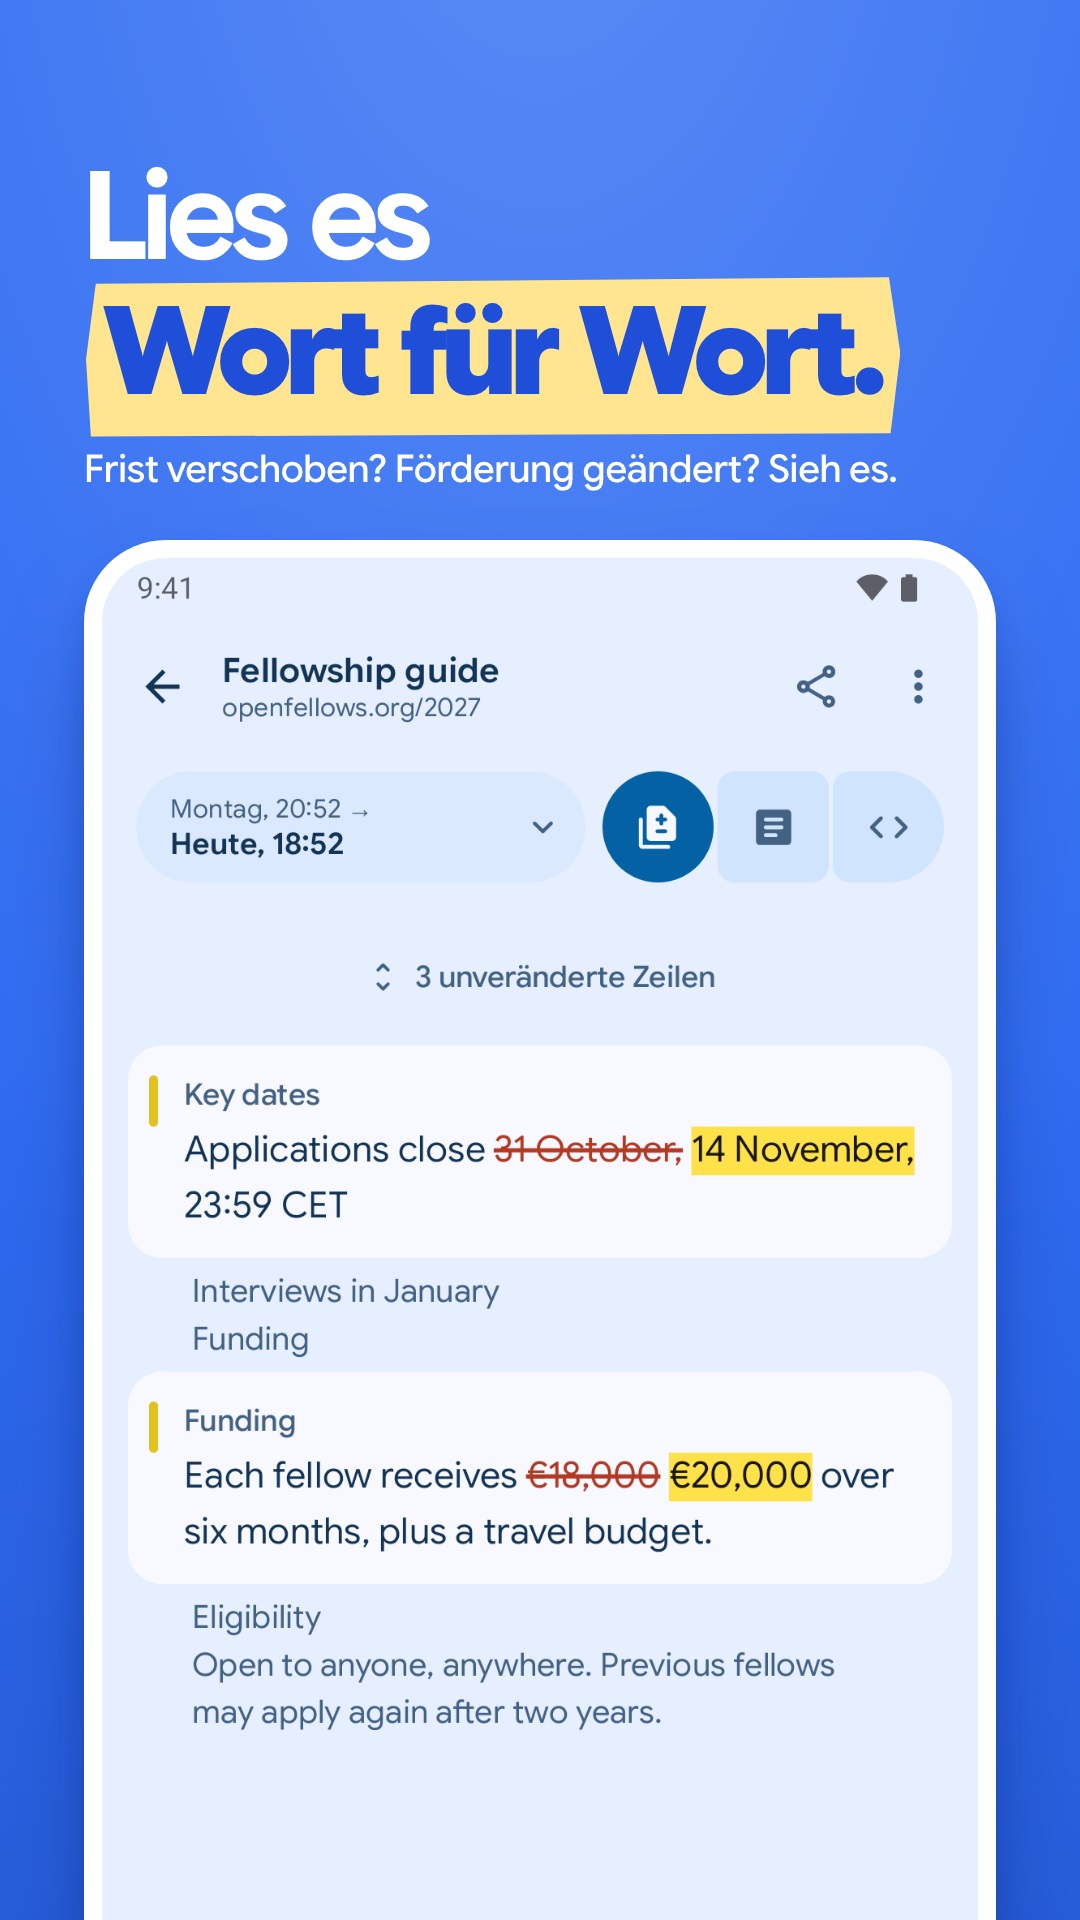 Lies es
Wort für Wort.
Frist verschoben? Förderung geändert? Sieh es.
9:41
Fellowship guide
openfellows.org/2027
Montag, 20:52 →
Heute, 18:52
3 unveränderte Zeilen
Key dates
Applications close 31 October, 14 November,
23:59 CET
Interviews in January
Funding
Funding
Each fellow receives €18,000 €20,000 over
six months, plus a travel budget.
Eligibility
Open to anyone, anywhere. Previous fellows
may apply again after two years.